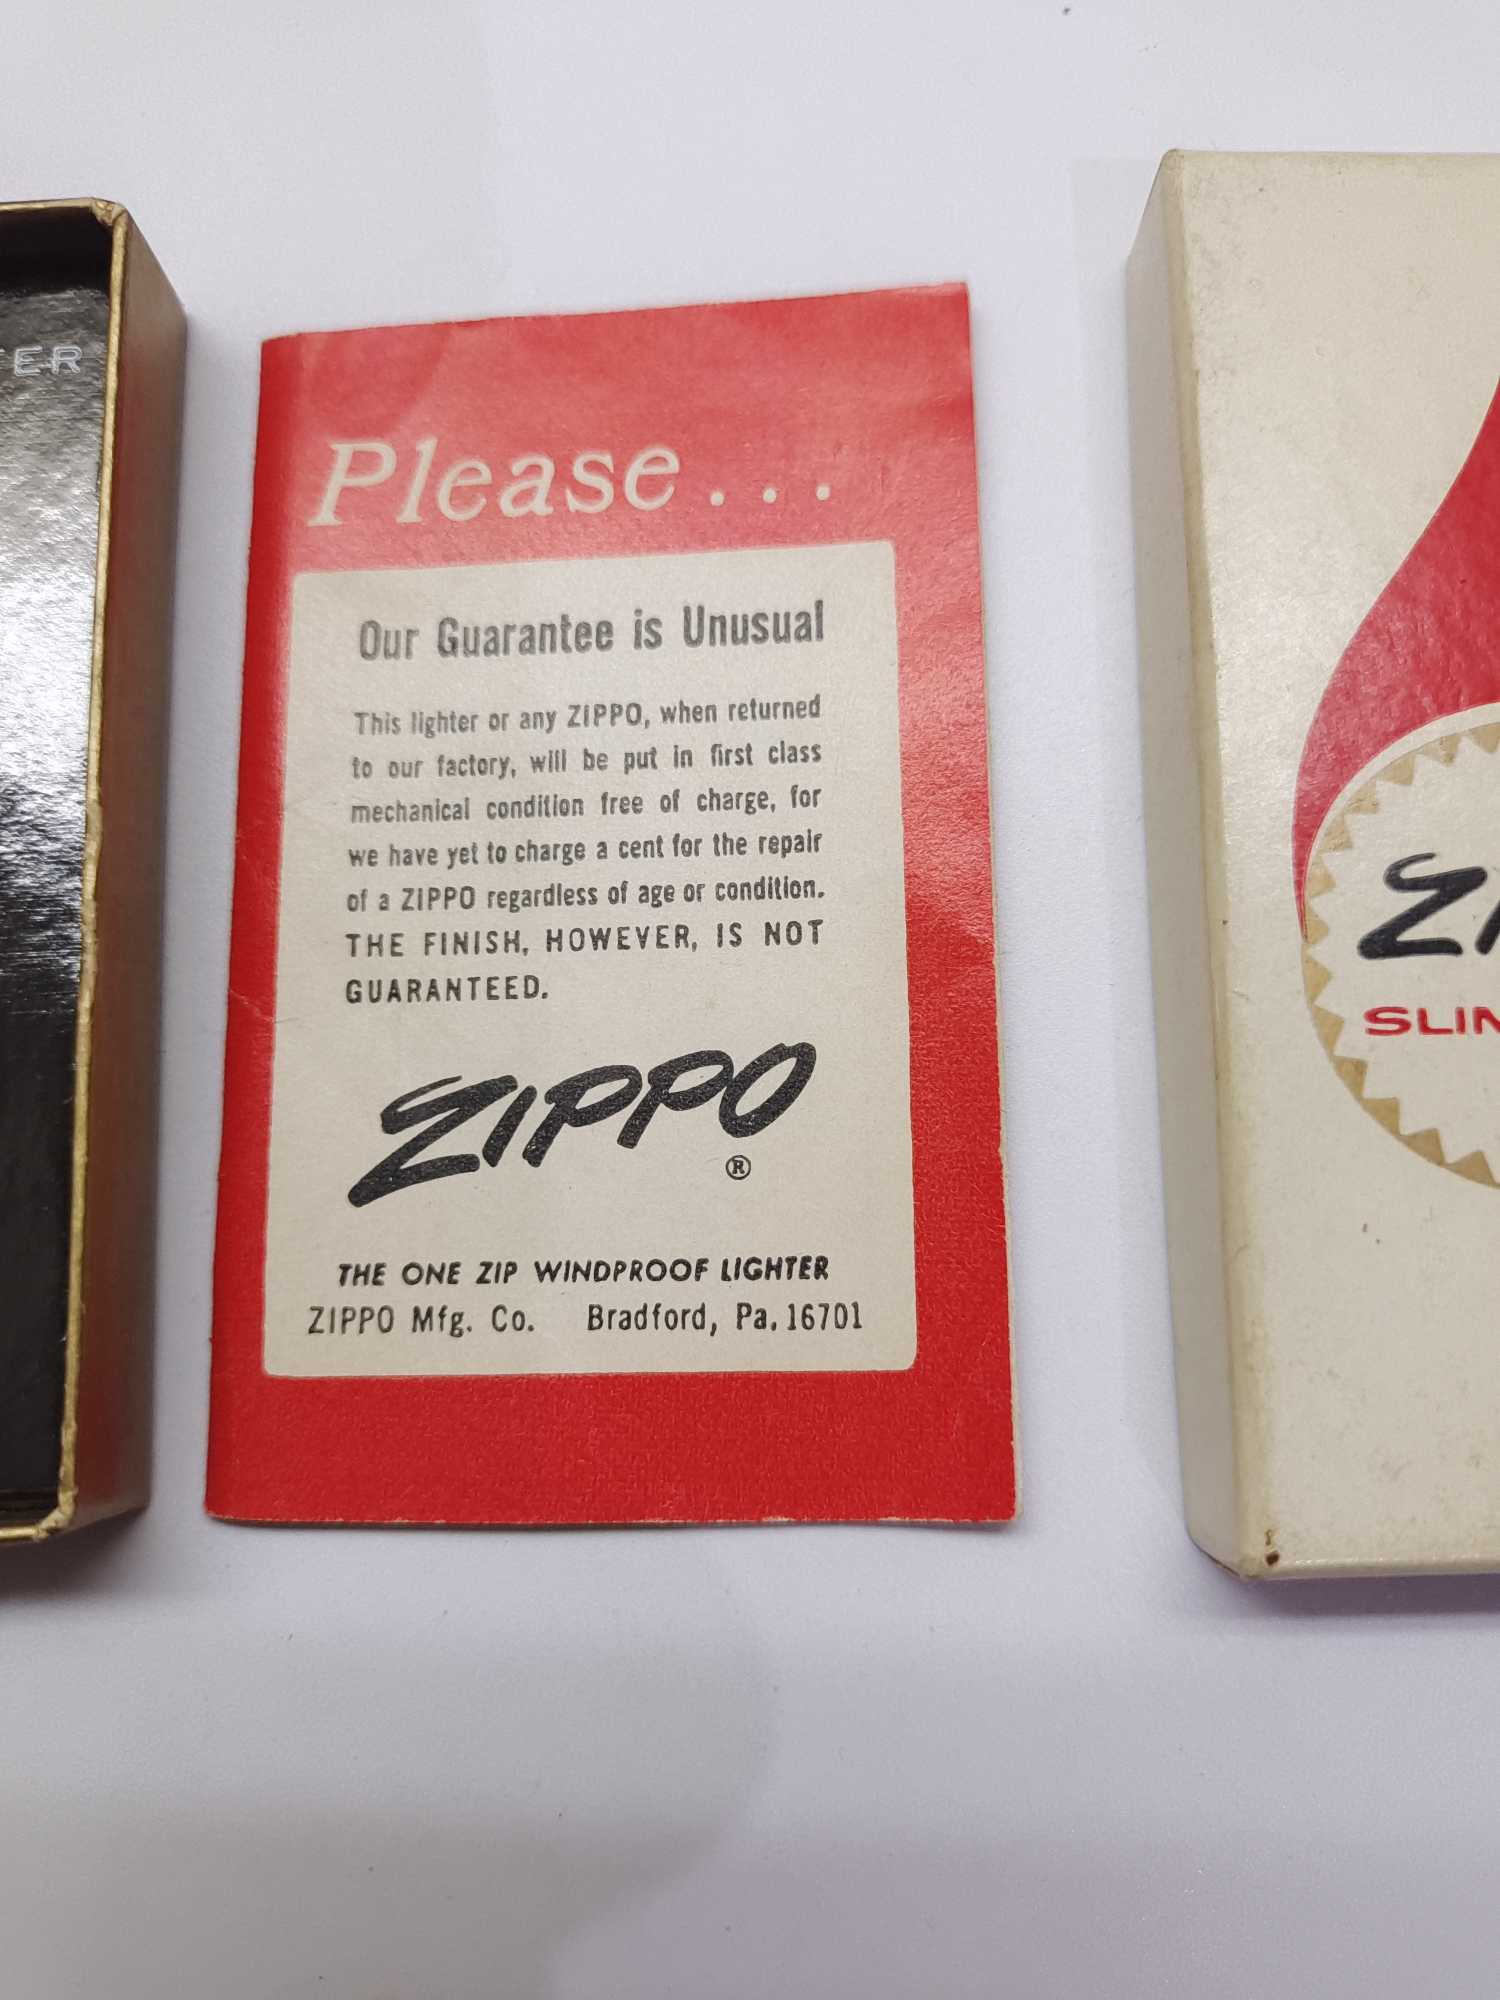 ER
Please...
Our Guarantee is Unusual
This lighter or any ZIPPO, when returned
to our factory, will be put in first class
mechanical condition free of charge, for
we have yet to charge a cent for the repair
of a ZIPPO regardless of age or condition.
THE FINISH, HOWEVER, IS NOT
GUARANTEED.
ZIPPO
®
THE ONE ZIP WINDPROOF LIGHTER
ZIPPO Mfg. Co. Bradford, Pa. 16701
ZI
SLI